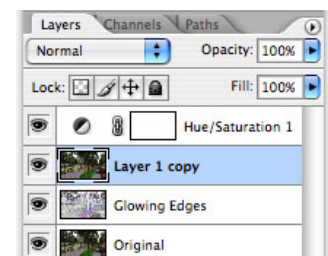 Layers Channels Paths
Normal Opacity: 100%
Lock: Fill: 100%
Hue/Saturation 1
Layer 1 copy
Glowing Edges
Original